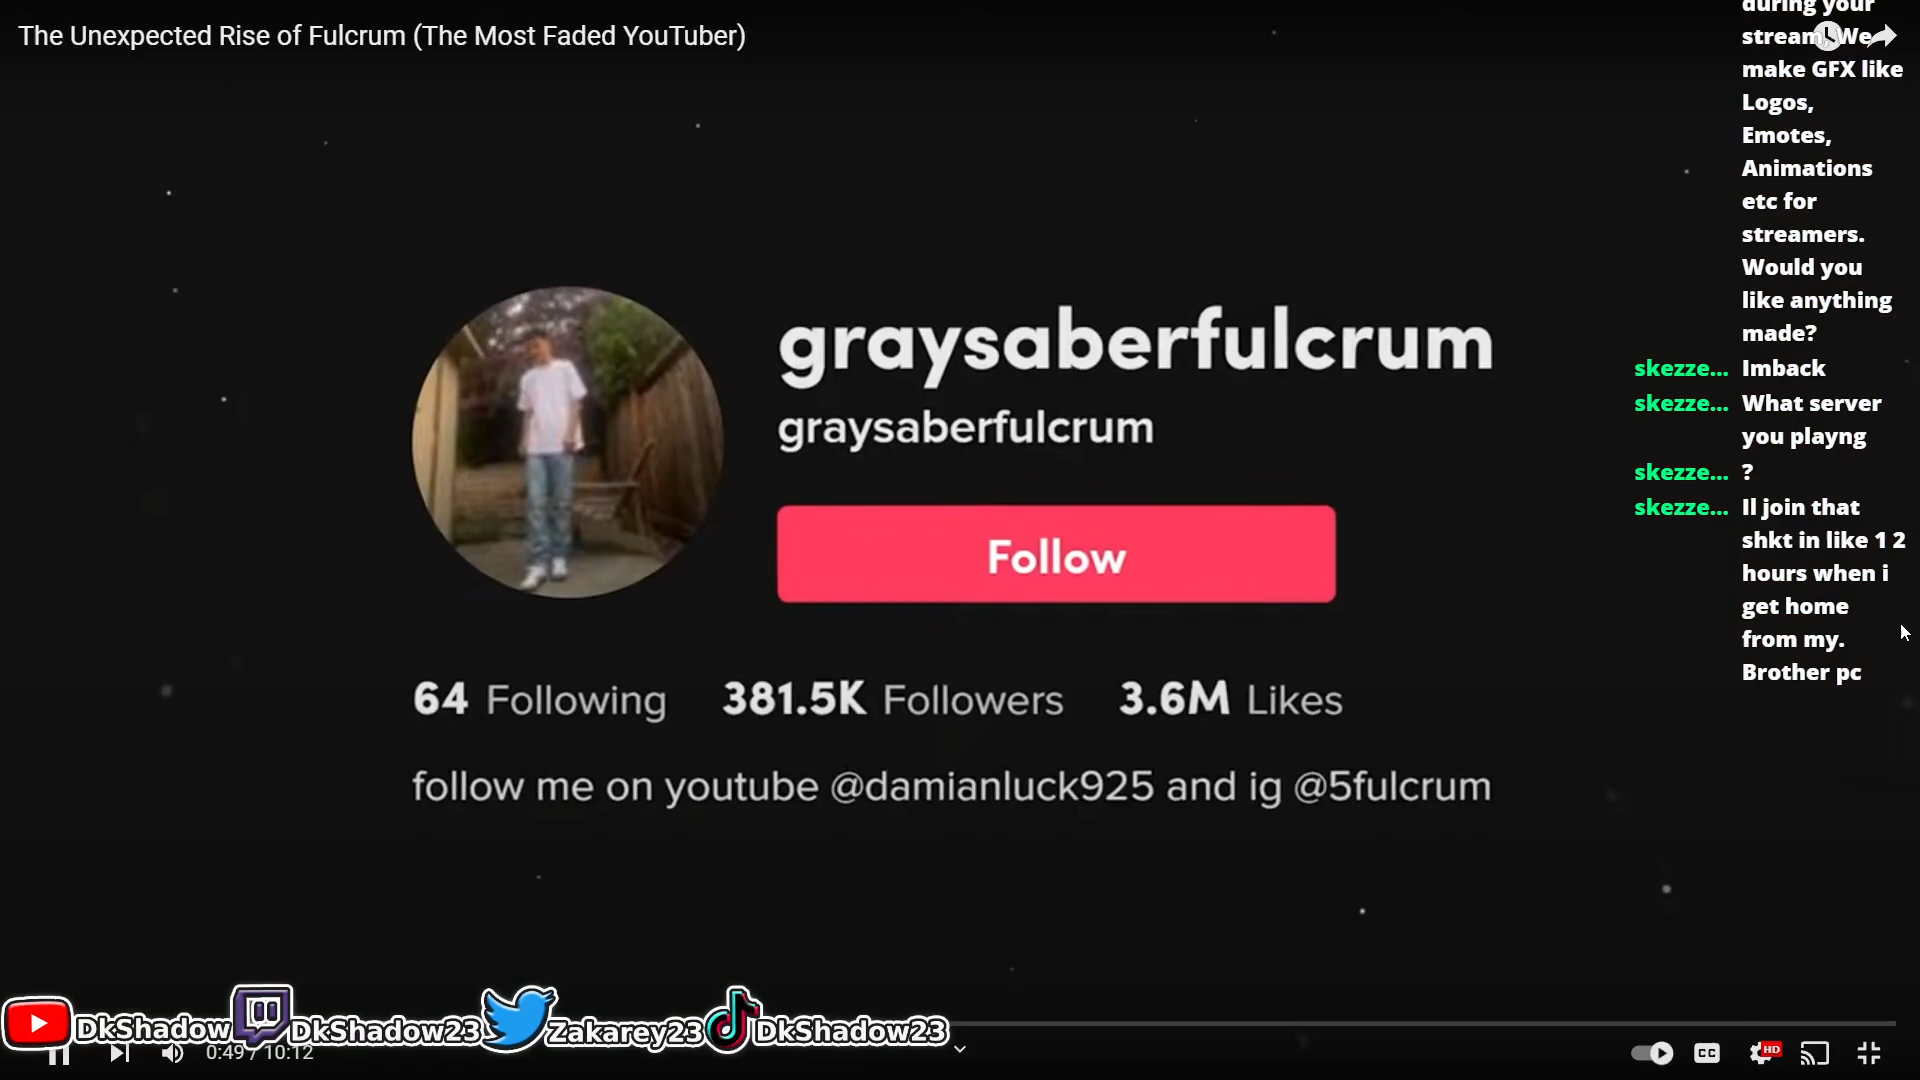 The Unexpected Rise of Fulcrum (The Most Faded YouTuber)
during your
stream, We
make GFX like
Logos,
Emotes,
Animations
etc for
streamers.
Would you
like anything
made?
skezze... Imback
skezze... What server
you playng
skezze... ?
skezze... Il join that
shkt in like 1 2
hours when i
get home
from my.
Brother pc
graysaberfulcrum
graysaberfulcrum
Follow
64 Following 381.5K Followers 3.6M Likes
follow me on youtube @damianluck925 and ig @5fulcrum
DkShadow DkShadow23 Zakarey23 DkShadow23
0:49 / 10:12
CC HD